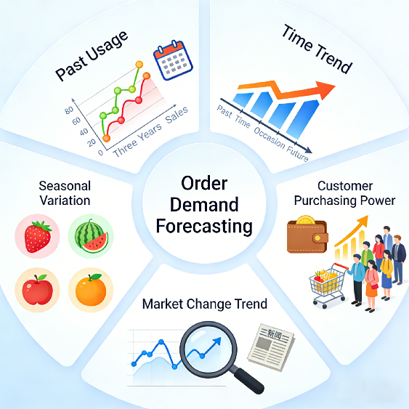 Past Usage
80
60
40
20
0
Three Years Sales
Time Trend
Past Time Occasion Future
Seasonal
Variation
Order
Demand
Forecasting
Customer
Purchasing Power
Market Change Trend